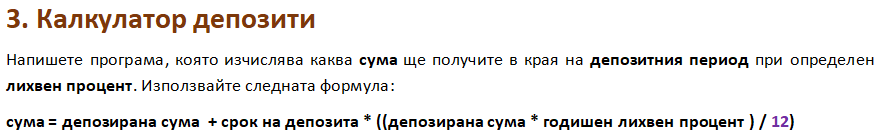 3. Калкулатор депозити
Напишете програма, която изчислява каква сума ще получите в края на депозитния период при определен
лихвен процент. Използвайте следната формула:
сума = депозирана сума + срок на депозита * ((депозирана сума * годишен лихвен процент ) / 12)